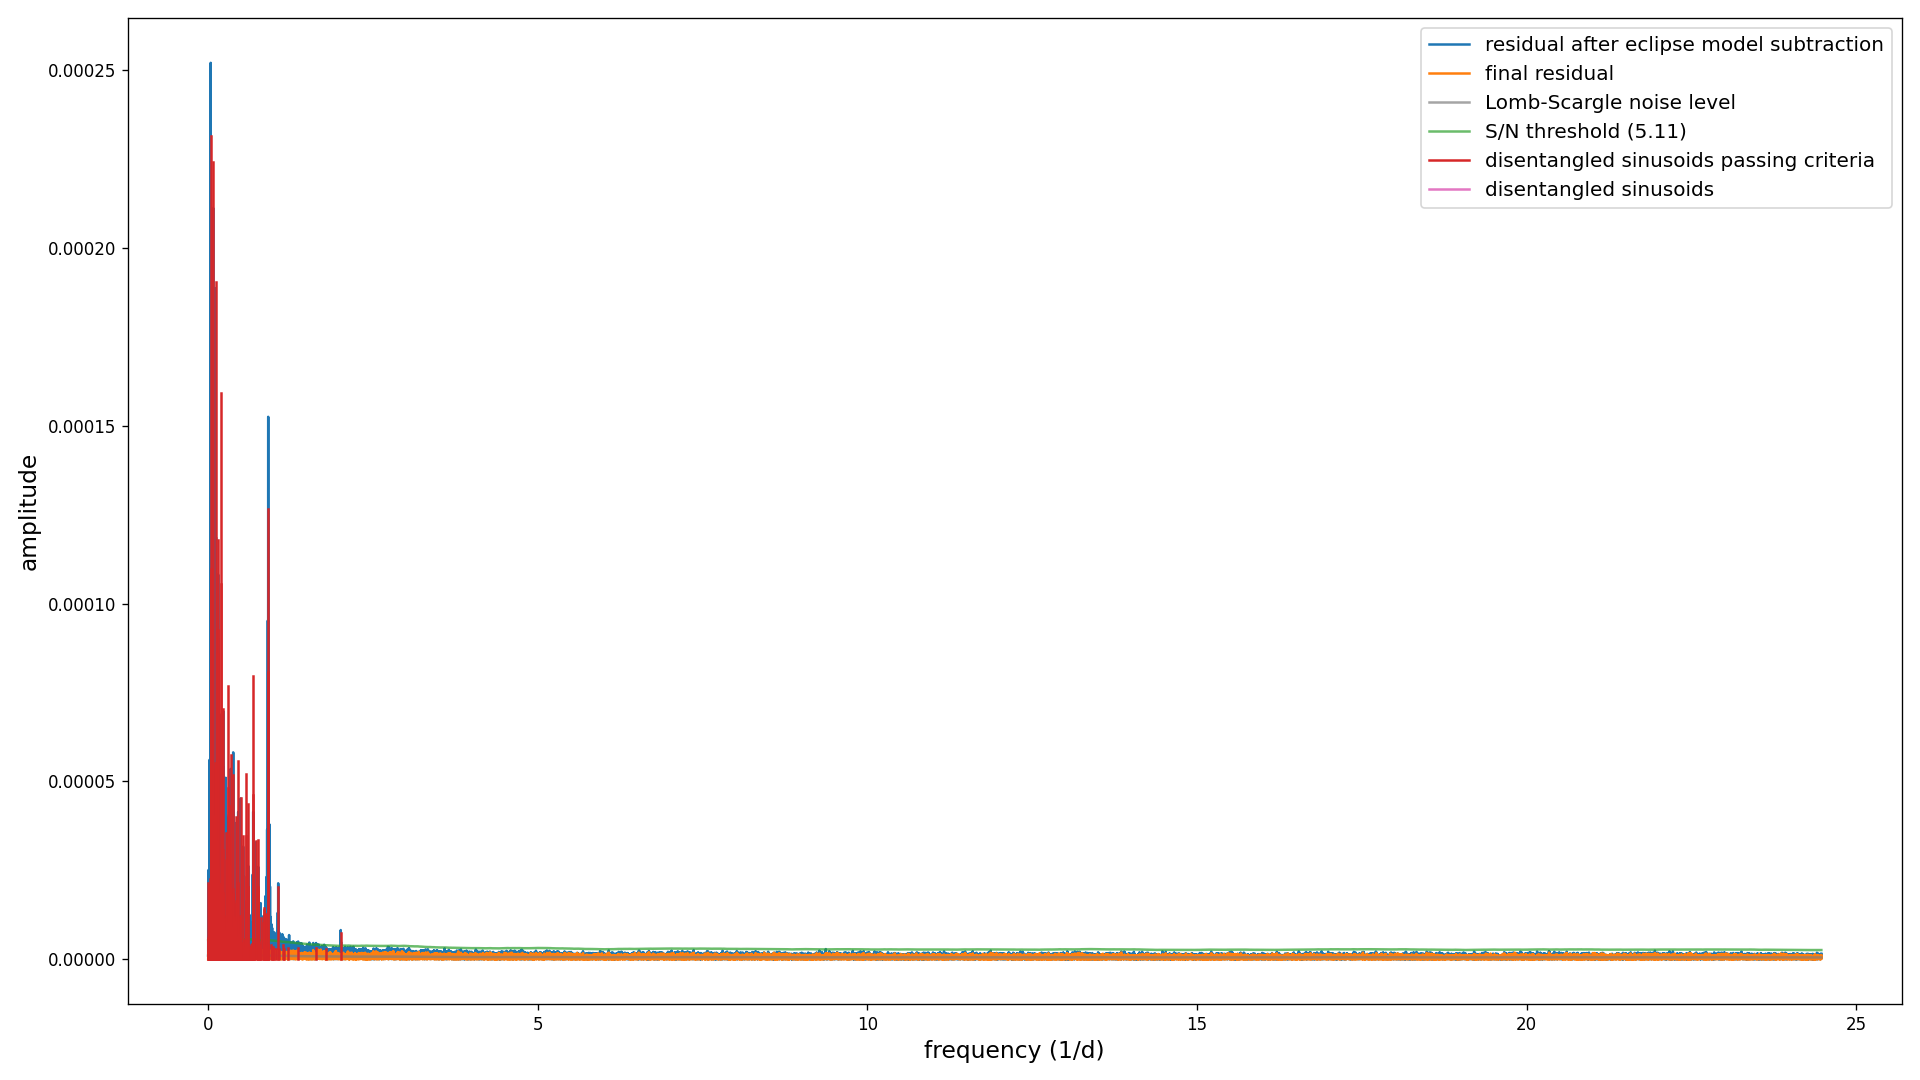 residual after eclipse model subtraction
final residual
Lomb-Scargle noise level
S/N threshold (5.11)
disentangled sinusoids passing criteria
disentangled sinusoids
0.00025
0.00020
0.00015
0.00010
0.00005
0.00000
amplitude
0 5 10 15 20 25
frequency (1/d)